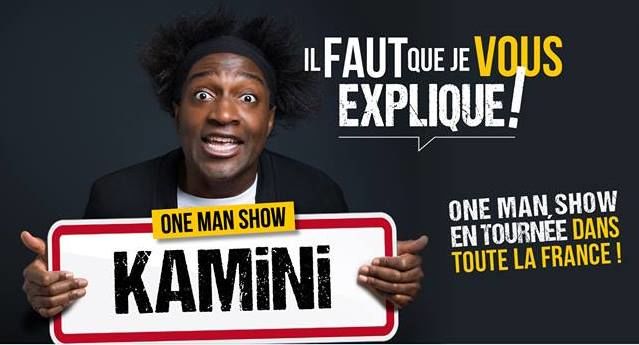 IL FAUT QUE JE VOUS
EXPLIQUE!
ONE MAN SHOW
KAMiNi
ONE MAN SHOW
EN TOURNÉE DANS
TOUTE LA FRANCE !